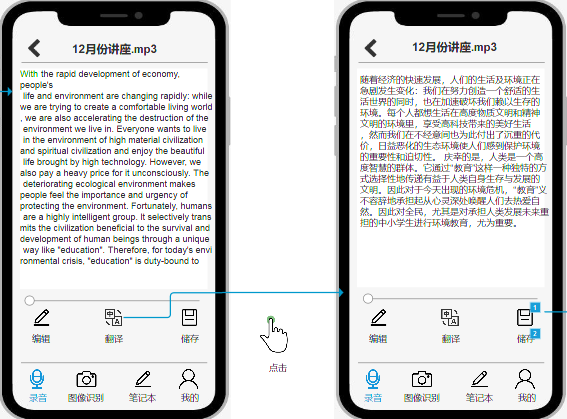 12月份讲座.mp3
With the rapid development of economy,
people's
life and environment are changing rapidly: while
we are trying to create a comfortable living world
, we are also accelerating the destruction of the
environment we live in. Everyone wants to live
in the environment of high material civilization
and spiritual civilization and enjoy the beautiful
life brought by high technology. However, we
also pay a heavy price for it unconsciously. The
deteriorating ecological environment makes
people feel the importance and urgency of
protecting the environment. Fortunately, humans
are a highly intelligent group. It selectively trans
mits the civilization beneficial to the survival and
development of human beings through a unique
way like "education". Therefore, for today's envi
ronmental crisis, "education" is duty-bound to
编辑
翻译
储存
录音
图像识别
笔记本
我的
点击
12月份讲座.mp3
随着经济的快速发展，人们的生活及环境正在
急剧发生变化：我们在努力创造一个舒适的生
活世界的同时，也在加速破坏我们赖以生存的
环境。每个人都想生活在高度物质文明和精神
文明的环境里，享受高科技带来的美好生活
，然而我们在不经意间也为此付出了沉重的代
价，日益恶化的生态环境使人们感到保护环境
的重要性和迫切性。 庆幸的是，人类是一个高
度智慧的群体。它通过"教育"这样一种独特的方
式选择性地传递有益于人类自身生存与发展的
文明。因此对于今天出现的环境危机，"教育"义
不容辞地承担起从心灵深处唤醒人们去热爱自
然。因此对全民，尤其是对承担人类发展未来重
担的中小学生进行环境教育，尤为重要。
1
编辑
翻译
储存
2
录音
图像识别
笔记本
我的